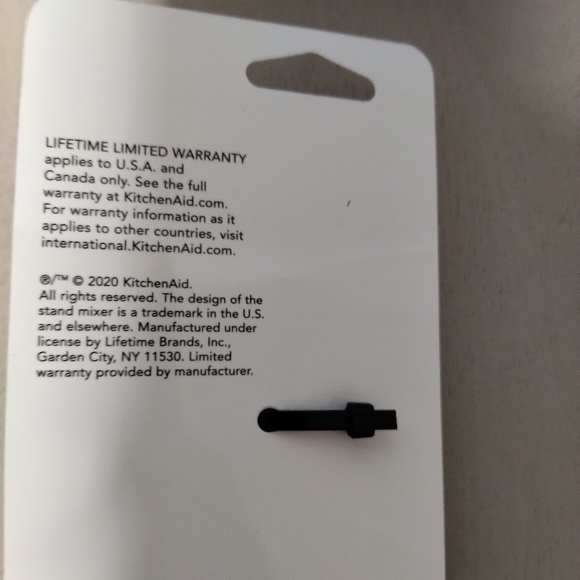 LIFETIME LIMITED WARRANTY
applies to U.S.A. and
Canada only. See the full
warranty at KitchenAid.com.
For warranty information as it
applies to other countries, visit
international.KitchenAid.com.
®/™ © 2020 KitchenAid.
All rights reserved. The design of the
stand mixer is a trademark in the U.S.
and elsewhere. Manufactured under
license by Lifetime Brands, Inc.,
Garden City, NY 11530. Limited
warranty provided by manufacturer.